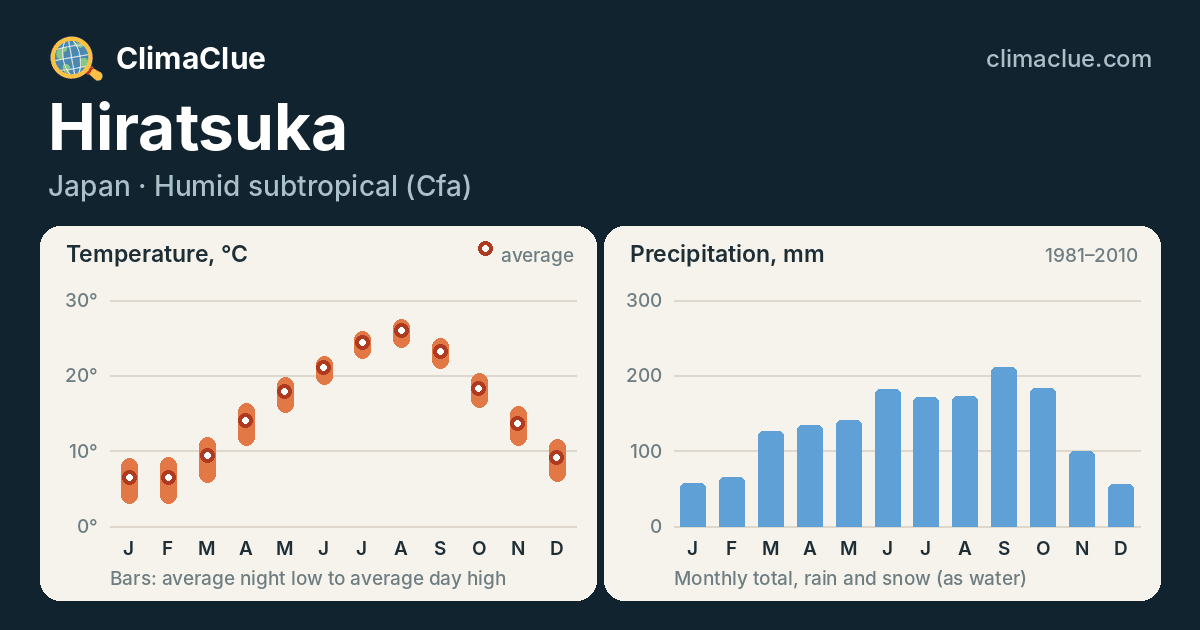 ClimaClue
climaclue.com
Hiratsuka
Japan · Humid subtropical (Cfa)
Temperature, °C
average
30°
20°
10°
0°
J F M A M J J A S O N D
Bars: average night low to average day high
Precipitation, mm
1981–2010
300
200
100
0
J F M A M J J A S O N D
Monthly total, rain and snow (as water)